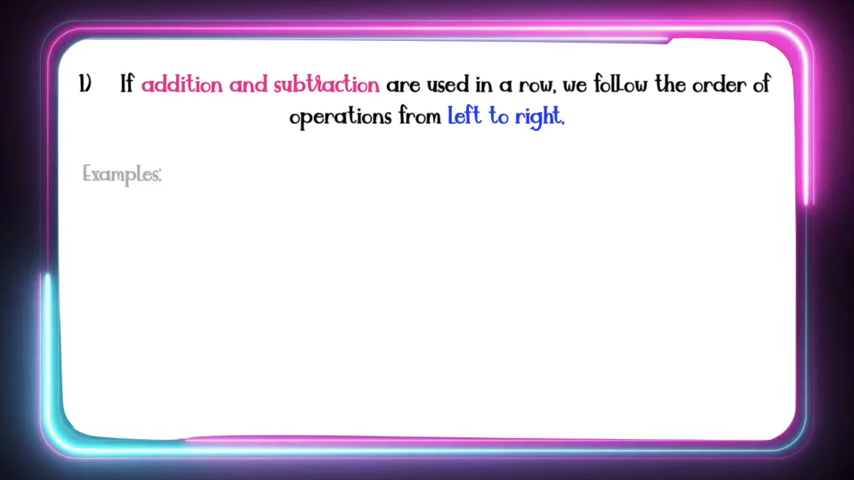 1) If addition and subtraction are used in a row, we follow the order of
operations from left to right.
Examples: